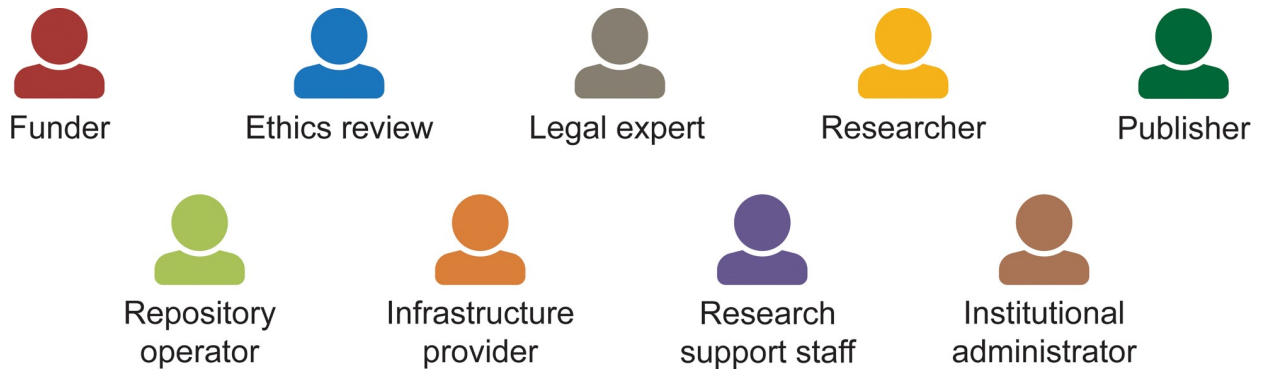 Funder
Ethics review
Legal expert
Researcher
Publisher
Repository
operator
Infrastructure
provider
Research
support staff
Institutional
administrator